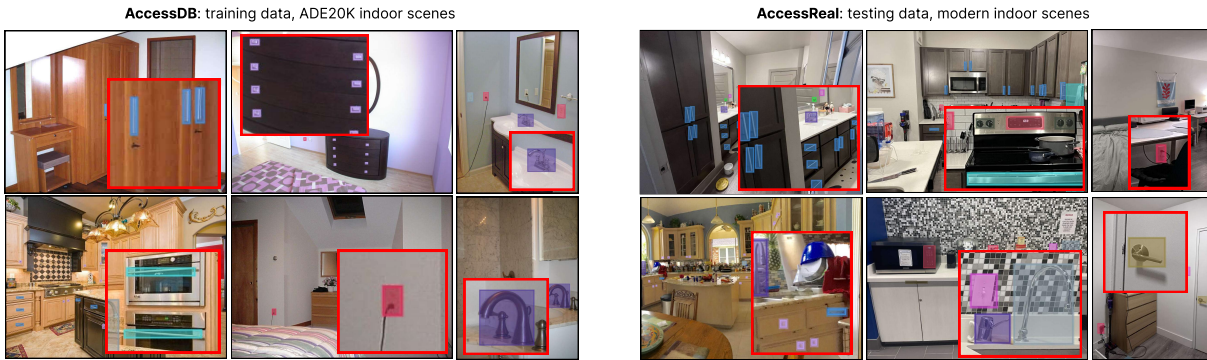 AccessDB: training data, ADE20K indoor scenes
AccessReal: testing data, modern indoor scenes